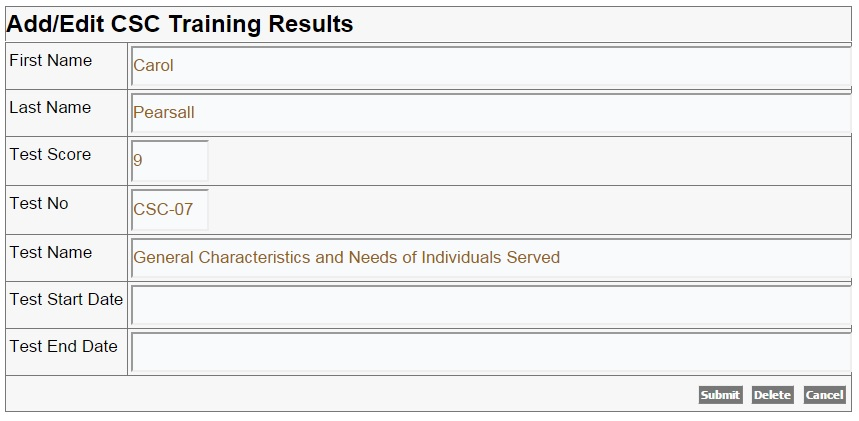 Add/Edit CSC Training Results
First Name Carol
Last Name Pearsall
Test Score 9
Test No CSC-07
Test Name General Characteristics and Needs of Individuals Served
Test Start Date
Test End Date
Submit Delete Cancel